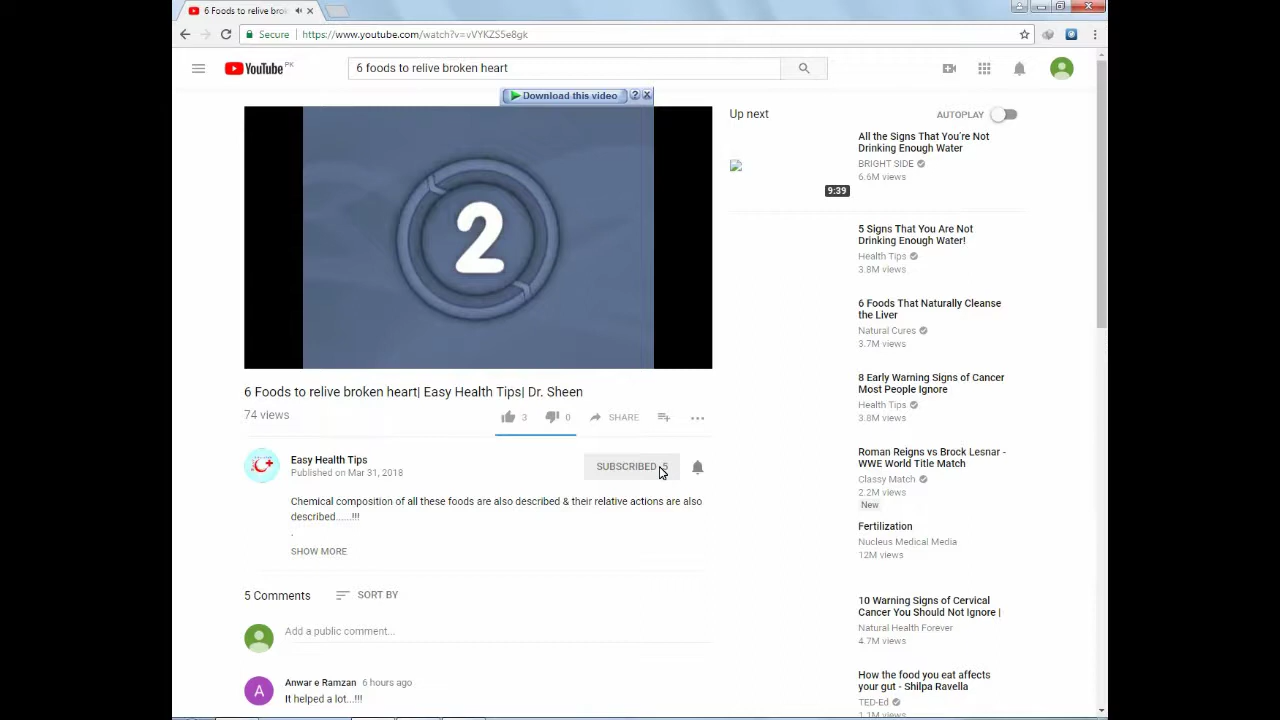 6 Foods to relive brok
Secure
https://www.youtube.com/watch?v=vVYKZS5e8gk
YouTube PK
6 foods to relive broken heart
Download this video
?
2
6 Foods to relive broken heart| Easy Health Tips| Dr. Sheen
74 views
3
0
SHARE
Easy Health Tips
Published on Mar 31, 2018
SUBSCRIBED 5
Chemical composition of all these foods are also described & their relative actions are also
described......!!!
.
SHOW MORE
5 Comments
SORT BY
Add a public comment...
A
Anwar e Ramzan 6 hours ago
It helped a lot...!!!
Up next
AUTOPLAY
9:39
All the Signs That You're Not
Drinking Enough Water
BRIGHT SIDE
6.6M views
5 Signs That You Are Not
Drinking Enough Water!
Health Tips
3.8M views
6 Foods That Naturally Cleanse
the Liver
Natural Cures
3.7M views
8 Early Warning Signs of Cancer
Most People Ignore
Health Tips
3.8M views
Roman Reigns vs Brock Lesnar -
WWE World Title Match
Classy Match
2.2M views
New
Fertilization
Nucleus Medical Media
12M views
10 Warning Signs of Cervical
Cancer You Should Not Ignore |
Natural Health Forever
4.7M views
How the food you eat affects
your gut - Shilpa Ravella
TED-Ed
1.1M views